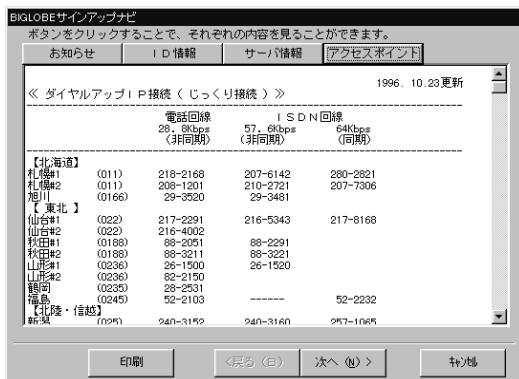 BIGLOBEサインアップナビ
ボタンをクリックすることで、それぞれの内容を見ることができます。
お知らせ ＩＤ情報 サーバ情報 アクセスポイント
1996. 10.23更新
≪ ダイヤルアップＩＰ接続（ じっくり接続 ）≫
電話回線 ＩＳＤＮ回線
28. 8Kbps 57. 6Kbps 64Kbps
（非同期） （非同期） （同期）
【北海道】
札幌#1 (011) 218-2168 207-6142 280-2821
札幌#2 (011) 208-1201 210-2721 207-7306
旭川 (0166) 29-3520 29-3481
【 東北 】
仙台#1 (022) 217-2291 216-5343 217-8168
仙台#2 (022) 216-4002
秋田#1 (0188) 88-2051 88-2291
秋田#2 (0188) 88-3211 88-3221
山形#1 (0236) 26-1500 26-1520
山形#2 (0236) 82-2150
鶴岡 (0235) 28-2531
福島 (0245) 52-2103 ------ 52-2232
【北陸・信越】
新潟 (025) 240-3152 240-3160 257-1065
印刷 <戻る（B） 次へ（N）> キャンセル